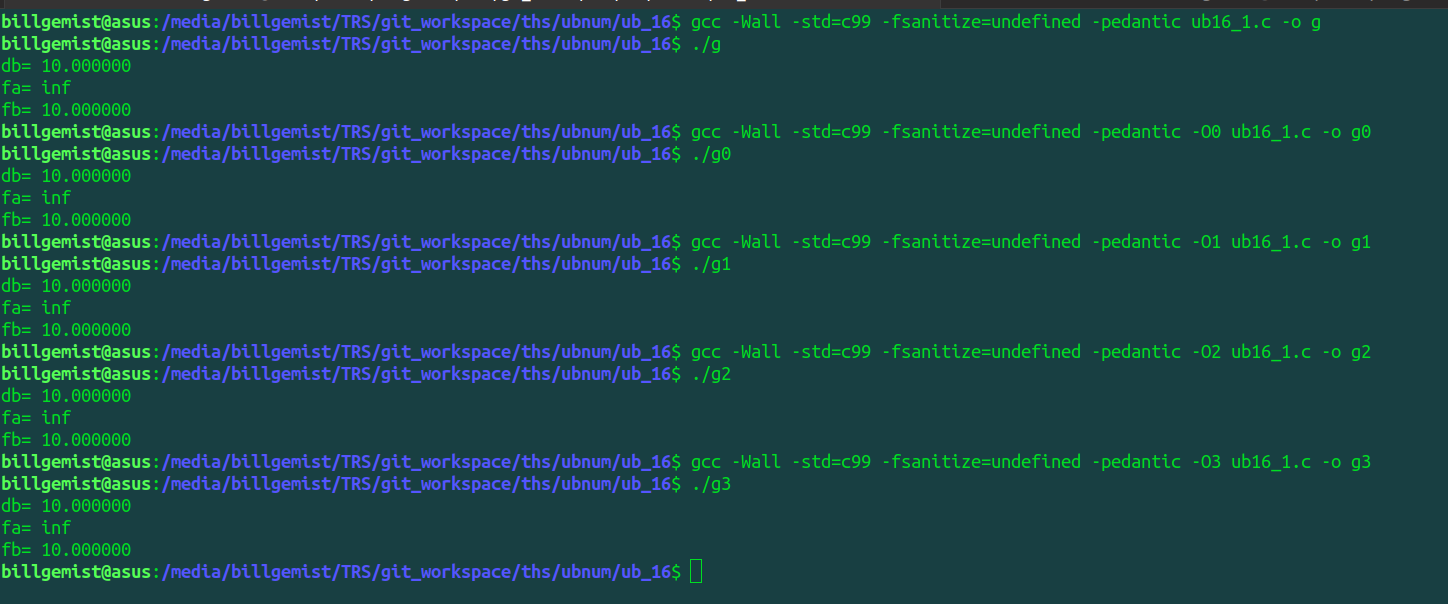 billgemist@asus:/media/billgemist/TRS/git_workspace/ths/ubnum/ub_16$ gcc -Wall -std=c99 -fsanitize=undefined -pedantic ub16_1.c -o g
billgemist@asus:/media/billgemist/TRS/git_workspace/ths/ubnum/ub_16$ ./g
db= 10.000000
fa= inf
fb= 10.000000
billgemist@asus:/media/billgemist/TRS/git_workspace/ths/ubnum/ub_16$ gcc -Wall -std=c99 -fsanitize=undefined -pedantic -O0 ub16_1.c -o g0
billgemist@asus:/media/billgemist/TRS/git_workspace/ths/ubnum/ub_16$ ./g0
db= 10.000000
fa= inf
fb= 10.000000
billgemist@asus:/media/billgemist/TRS/git_workspace/ths/ubnum/ub_16$ gcc -Wall -std=c99 -fsanitize=undefined -pedantic -O1 ub16_1.c -o g1
billgemist@asus:/media/billgemist/TRS/git_workspace/ths/ubnum/ub_16$ ./g1
db= 10.000000
fa= inf
fb= 10.000000
billgemist@asus:/media/billgemist/TRS/git_workspace/ths/ubnum/ub_16$ gcc -Wall -std=c99 -fsanitize=undefined -pedantic -O2 ub16_1.c -o g2
billgemist@asus:/media/billgemist/TRS/git_workspace/ths/ubnum/ub_16$ ./g2
db= 10.000000
fa= inf
fb= 10.000000
billgemist@asus:/media/billgemist/TRS/git_workspace/ths/ubnum/ub_16$ gcc -Wall -std=c99 -fsanitize=undefined -pedantic -O3 ub16_1.c -o g3
billgemist@asus:/media/billgemist/TRS/git_workspace/ths/ubnum/ub_16$ ./g3
db= 10.000000
fa= inf
fb= 10.000000
billgemist@asus:/media/billgemist/TRS/git_workspace/ths/ubnum/ub_16$